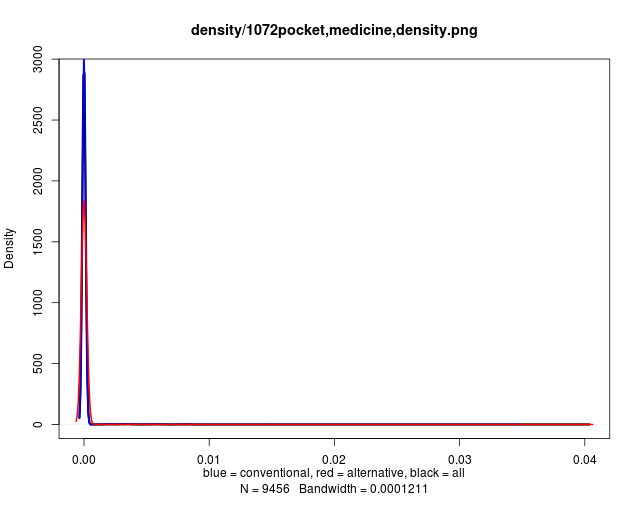 density/1072pocket,medicine,density.png
3000
2500
2000
1500
1000
500
0
Density
0.00 0.01 0.02 0.03 0.04
blue = conventional, red = alternative, black = all
N = 9456 Bandwidth = 0.0001211